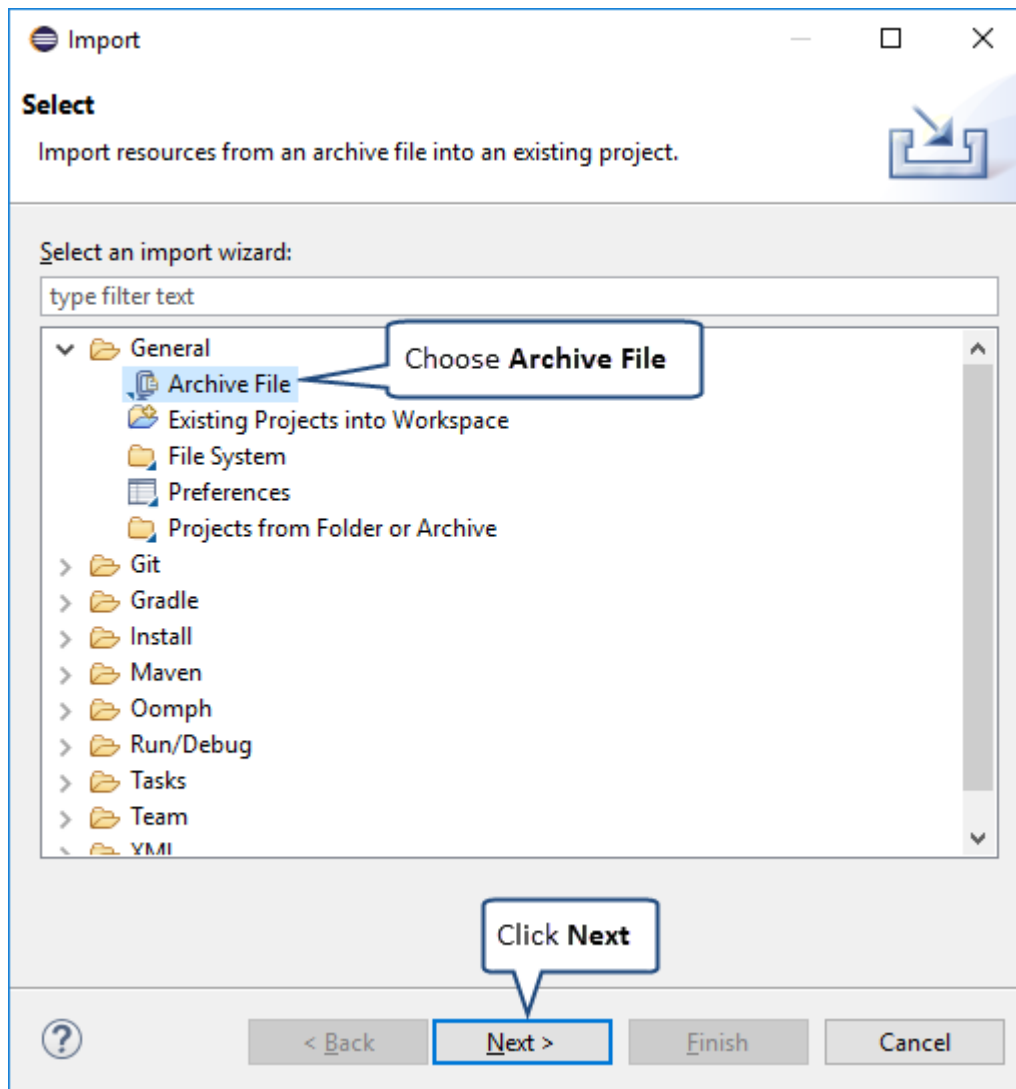 Import
Select
Import resources from an archive file into an existing project.
Select an import wizard:
type filter text
General
Choose Archive File
Archive File
Existing Projects into Workspace
File System
Preferences
Projects from Folder or Archive
Git
Gradle
Install
Maven
Oomph
Run/Debug
Tasks
Team
XML
Click Next
?
< Back
Next >
Finish
Cancel